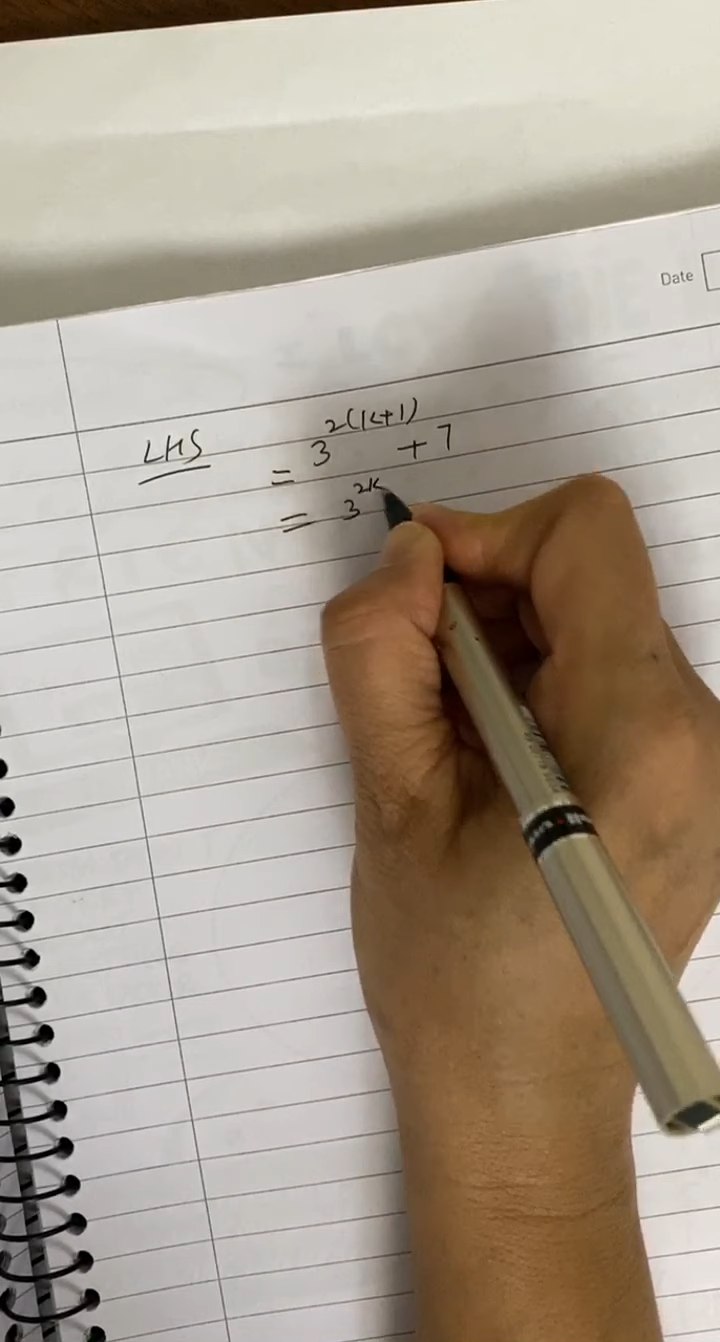 Date
LHS = 3^{2(k+1)} + 7
= 3^{2k}